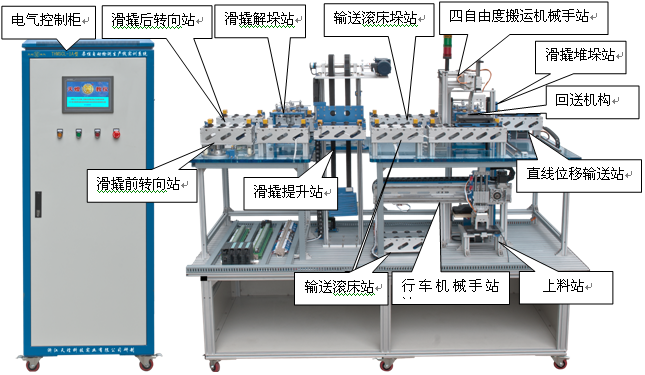 电气控制柜
滑撬后转向站
滑撬解垛站
输送滚床垛站
四自由度搬运机械手站
滑撬堆垛站
回送机构
滑撬前转向站
滑撬提升站
直线位移输送站
输送滚床站
行车机械手站
上料站